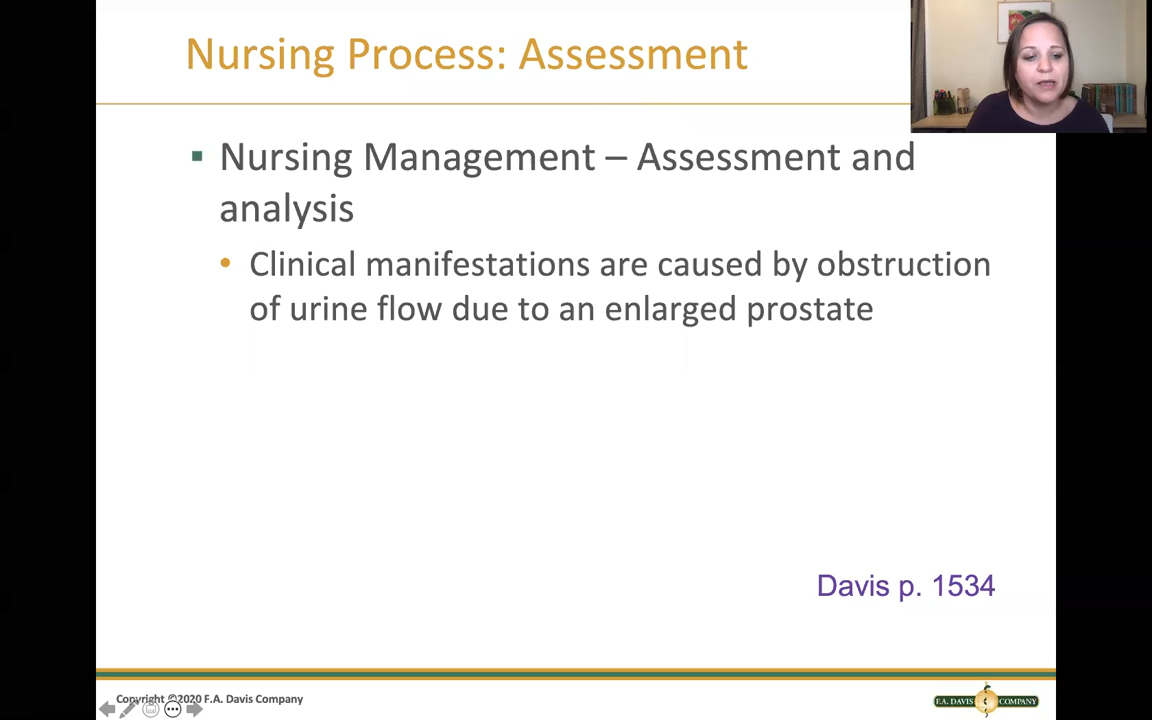 Nursing Process: Assessment
▪ Nursing Management – Assessment and
analysis
• Clinical manifestations are caused by obstruction
of urine flow due to an enlarged prostate
Davis p. 1534
Copyright ©2020 F.A. Davis Company
F.A. DAVIS COMPANY